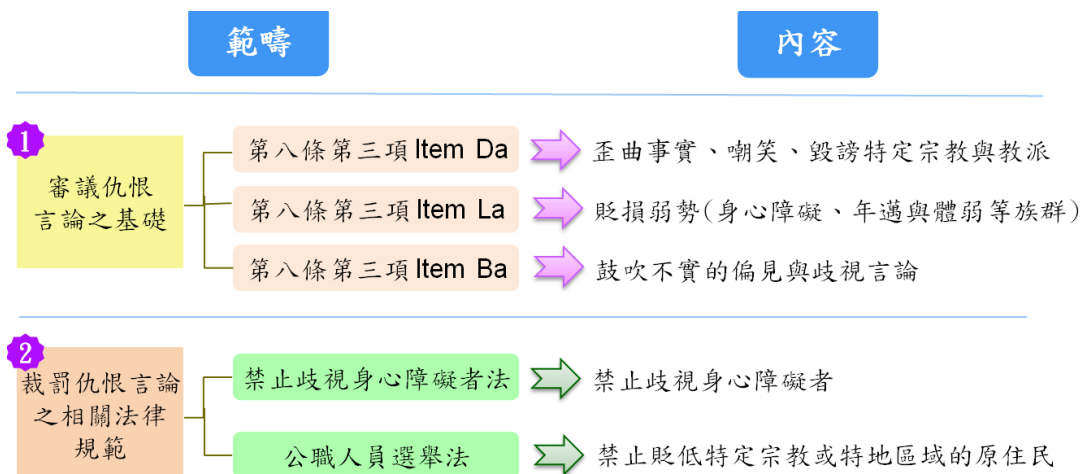 範疇 內容
1
審議仇恨
言論之基礎
第八條第三項 Item Da 歪曲事實、嘲笑、毀謗特定宗教與教派
第八條第三項 Item La 貶損弱勢(身心障礙、年邁與體弱等族群)
第八條第三項 Item Ba 鼓吹不實的偏見與歧視言論
2
裁罰仇恨言論
之相關法律
規範
禁止歧視身心障礙者法 禁止歧視身心障礙者
公職人員選舉法 禁止貶低特定宗教或特地區域的原住民